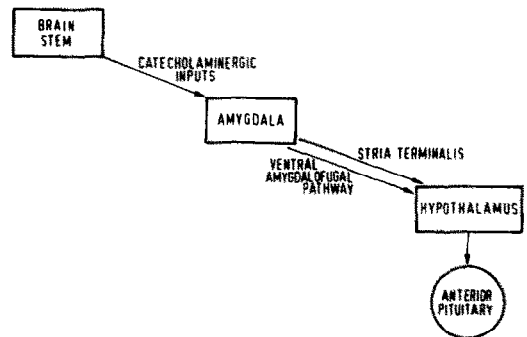 BRAIN
STEM
CATECHOLAMINERGIC
INPUTS
AMYGDALA
STRIA TERMINALIS
VENTRAL
AMYGDALOFUGAL
PATHWAY
HYPOTHALAMUS
ANTERIOR
PITUITARY